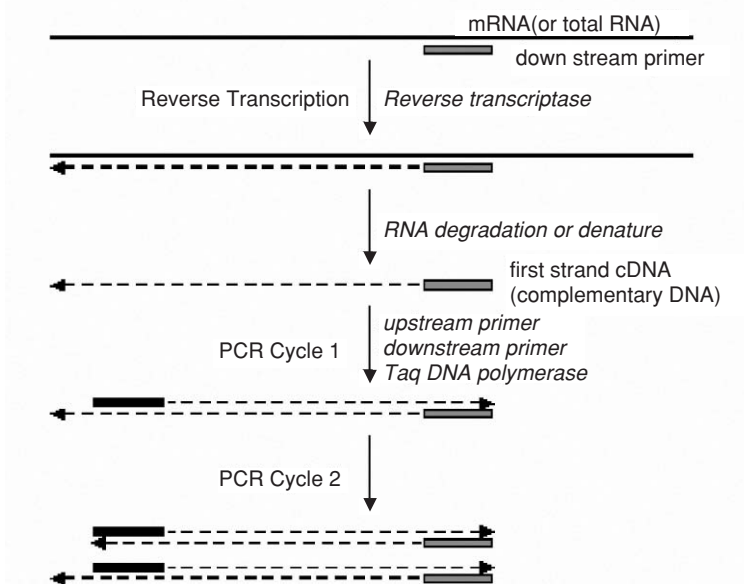 mRNA(or total RNA)
down stream primer
Reverse Transcription
Reverse transcriptase
RNA degradation or denature
first strand cDNA
(complementary DNA)
PCR Cycle 1
upstream primer
downstream primer
Taq DNA polymerase
PCR Cycle 2